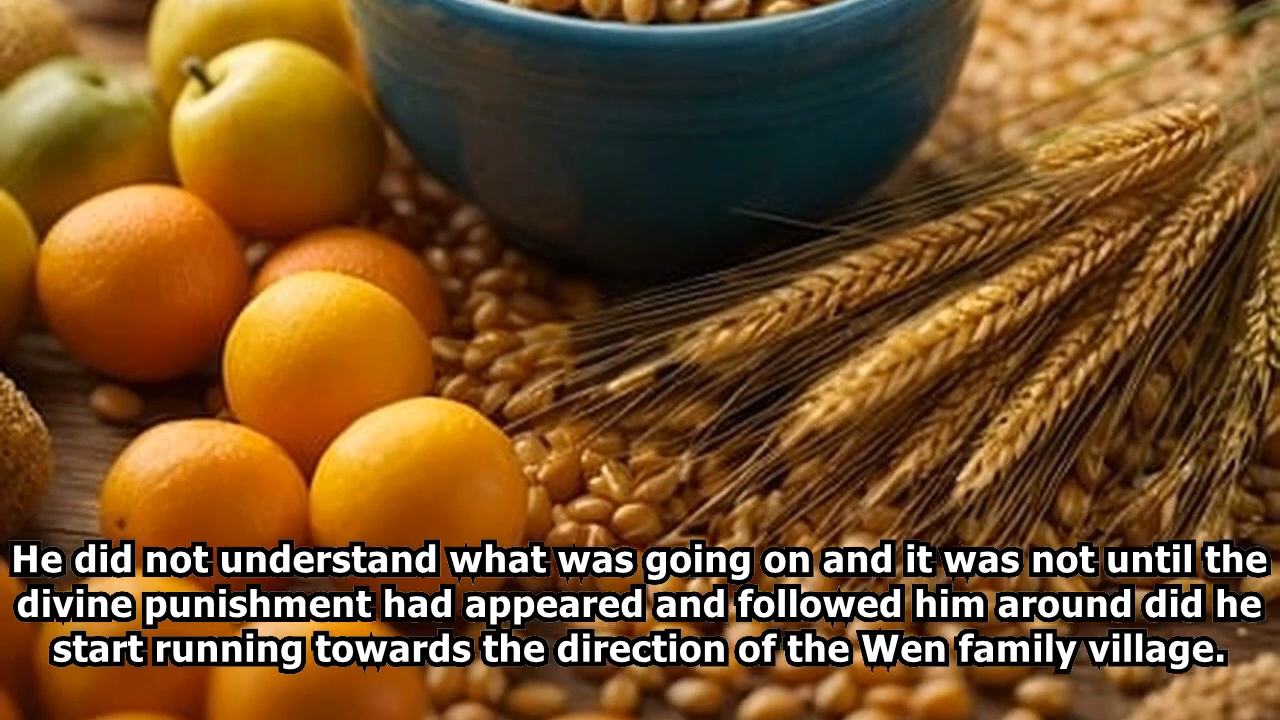 He did not understand what was going on and it was not until the
divine punishment had appeared and followed him around did he
start running towards the direction of the Wen family village.